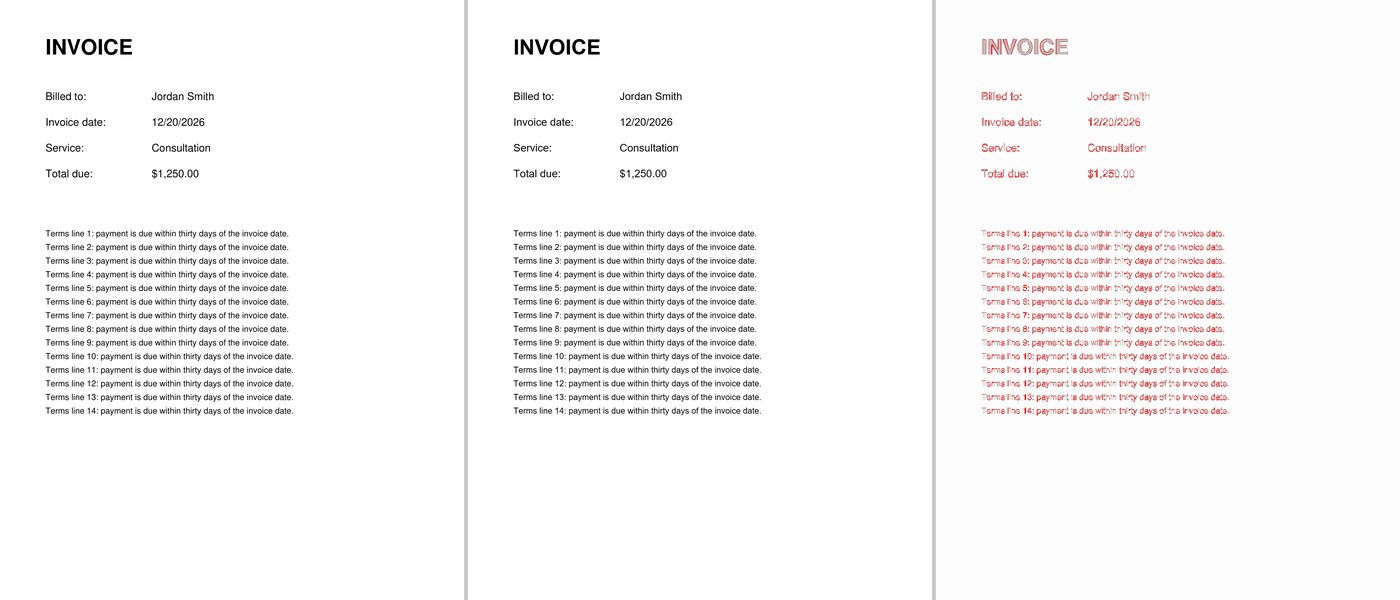 INVOICE
Billed to: Jordan Smith
Invoice date: 12/20/2026
Service: Consultation
Total due: $1,250.00
Terms line 1: payment is due within thirty days of the invoice date.
Terms line 2: payment is due within thirty days of the invoice date.
Terms line 3: payment is due within thirty days of the invoice date.
Terms line 4: payment is due within thirty days of the invoice date.
Terms line 5: payment is due within thirty days of the invoice date.
Terms line 6: payment is due within thirty days of the invoice date.
Terms line 7: payment is due within thirty days of the invoice date.
Terms line 8: payment is due within thirty days of the invoice date.
Terms line 9: payment is due within thirty days of the invoice date.
Terms line 10: payment is due within thirty days of the invoice date.
Terms line 11: payment is due within thirty days of the invoice date.
Terms line 12: payment is due within thirty days of the invoice date.
Terms line 13: payment is due within thirty days of the invoice date.
Terms line 14: payment is due within thirty days of the invoice date.
INVOICE
Billed to: Jordan Smith
Invoice date: 12/20/2026
Service: Consultation
Total due: $1,250.00
Terms line 1: payment is due within thirty days of the invoice date.
Terms line 2: payment is due within thirty days of the invoice date.
Terms line 3: payment is due within thirty days of the invoice date.
Terms line 4: payment is due within thirty days of the invoice date.
Terms line 5: payment is due within thirty days of the invoice date.
Terms line 6: payment is due within thirty days of the invoice date.
Terms line 7: payment is due within thirty days of the invoice date.
Terms line 8: payment is due within thirty days of the invoice date.
Terms line 9: payment is due within thirty days of the invoice date.
Terms line 10: payment is due within thirty days of the invoice date.
Terms line 11: payment is due within thirty days of the invoice date.
Terms line 12: payment is due within thirty days of the invoice date.
Terms line 13: payment is due within thirty days of the invoice date.
Terms line 14: payment is due within thirty days of the invoice date.
INVOICE
Billed to: Jordan Smith
Invoice date: 12/20/2026
Service: Consultation
Total due: $1,250.00
Terms line 1: payment is due within thirty days of the invoice date.
Terms line 2: payment is due within thirty days of the invoice date.
Terms line 3: payment is due within thirty days of the invoice date.
Terms line 4: payment is due within thirty days of the invoice date.
Terms line 5: payment is due within thirty days of the invoice date.
Terms line 6: payment is due within thirty days of the invoice date.
Terms line 7: payment is due within thirty days of the invoice date.
Terms line 8: payment is due within thirty days of the invoice date.
Terms line 9: payment is due within thirty days of the invoice date.
Terms line 10: payment is due within thirty days of the invoice date.
Terms line 11: payment is due within thirty days of the invoice date.
Terms line 12: payment is due within thirty days of the invoice date.
Terms line 13: payment is due within thirty days of the invoice date.
Terms line 14: payment is due within thirty days of the invoice date.